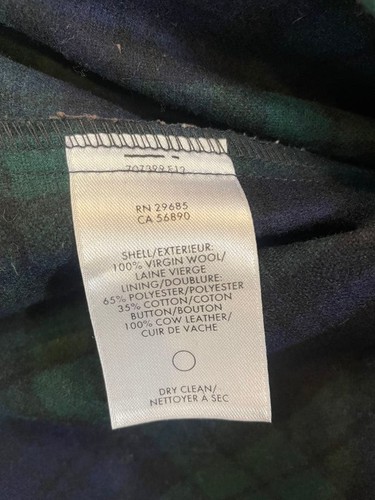 RN 29685
CA 56890
SHELL/EXTERIEUR:
100% VIRGIN WOOL/
LAINE VIERGE
LINING/DOUBLURE:
65% POLYESTER/POLYESTER
35% COTTON/COTON
BUTTON/BOUTON
100% COW LEATHER/
CUIR DE VACHE
DRY CLEAN/
NETTOYER A SEC